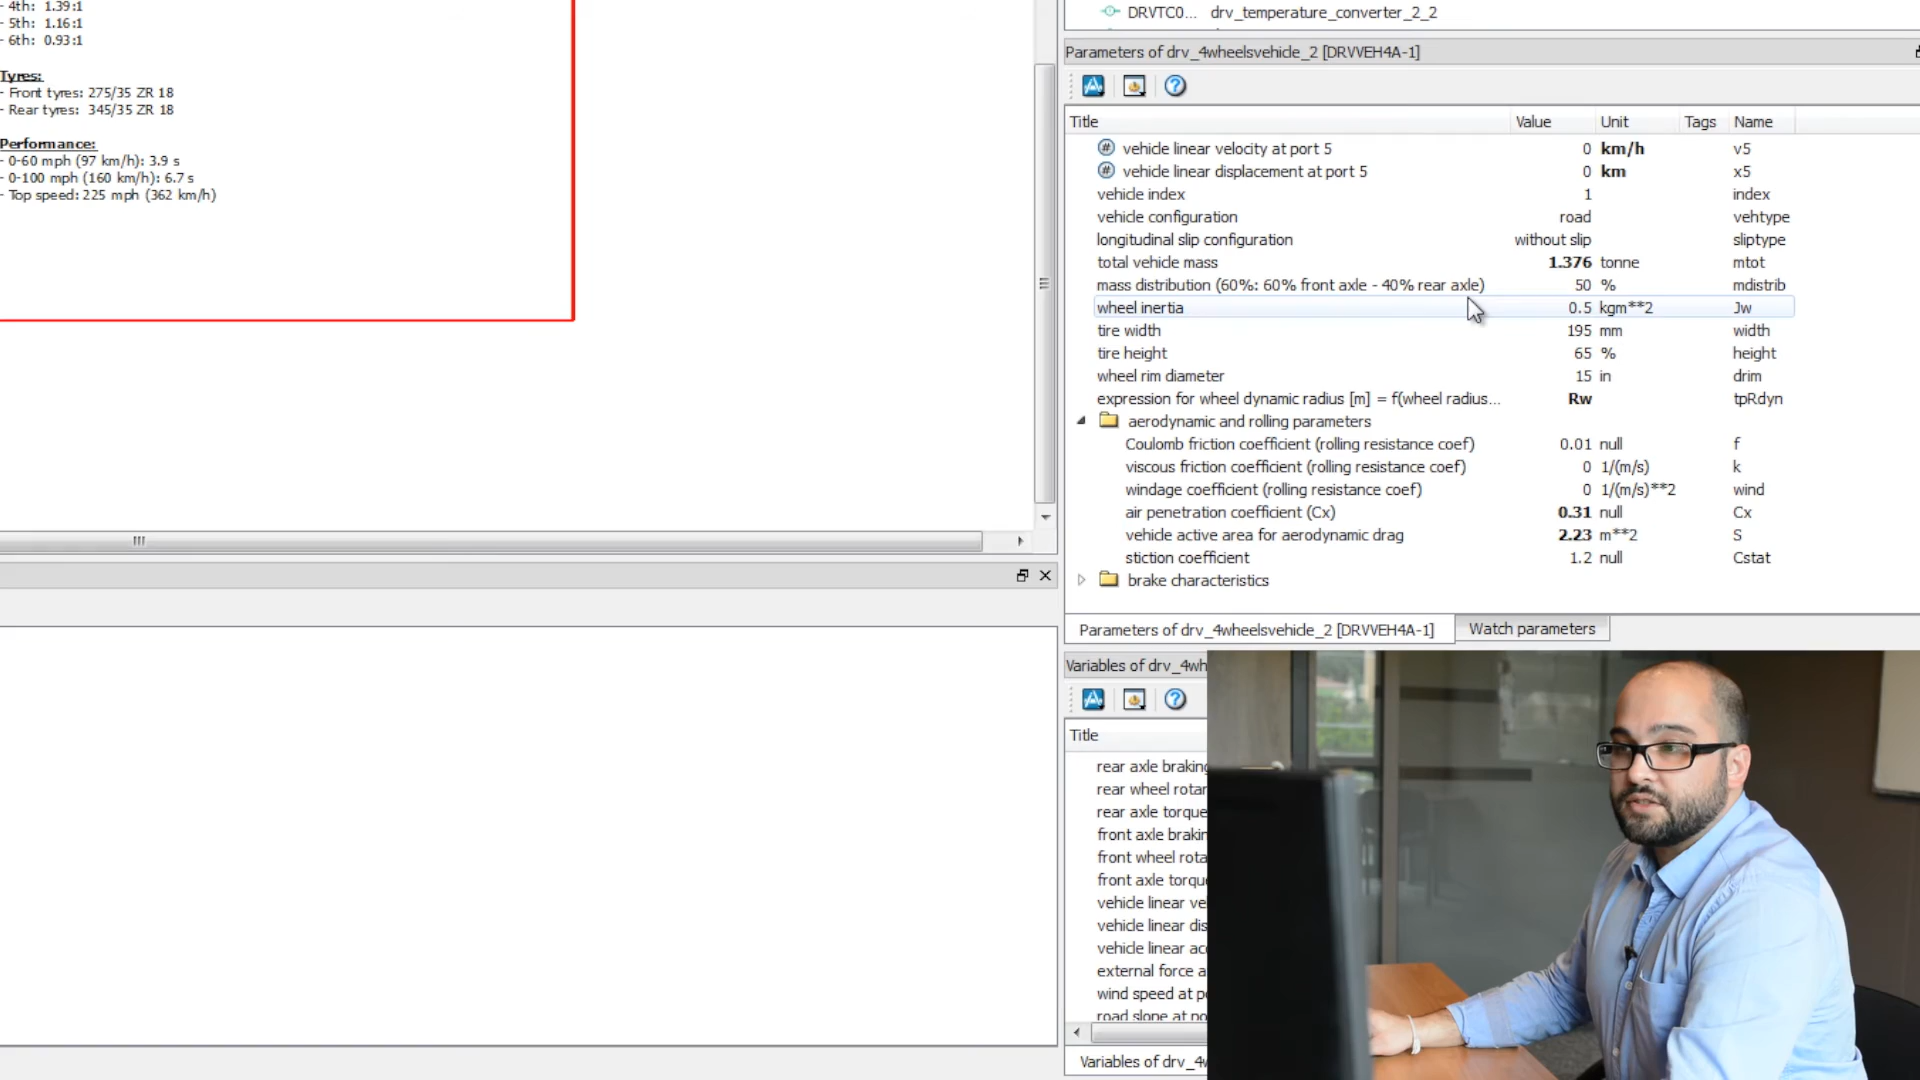 - 4th: 1.39:1
- 5th: 1.16:1
- 6th: 0.93:1
Tyres:
- Front tyres: 275/35 ZR 18
- Rear tyres: 345/35 ZR 18
Performance:
- 0-60 mph (97 km/h): 3.9 s
- 0-100 mph (160 km/h): 6.7 s
- Top speed: 225 mph (362 km/h)
DRVTC0... drv_temperature_converter_2_2
Parameters of drv_4wheelsvehicle_2 [DRVVEH4A-1]
Title Value Unit Tags Name
vehicle linear velocity at port 5 0 km/h v5
vehicle linear displacement at port 5 0 km x5
vehicle index 1 index
vehicle configuration road vehtype
longitudinal slip configuration without slip sliptype
total vehicle mass 1.376 tonne mtot
mass distribution (60%: 60% front axle - 40% rear axle) 50 % mdistrib
wheel inertia 0.5 kgm**2 Jw
tire width 195 mm width
tire height 65 % height
wheel rim diameter 15 in drim
expression for wheel dynamic radius [m] = f(wheel radius... Rw tpRdyn
aerodynamic and rolling parameters
Coulomb friction coefficient (rolling resistance coef) 0.01 null f
viscous friction coefficient (rolling resistance coef) 0 1/(m/s) k
windage coefficient (rolling resistance coef) 0 1/(m/s)**2 wind
air penetration coefficient (Cx) 0.31 null Cx
vehicle active area for aerodynamic drag 2.23 m**2 S
stiction coefficient 1.2 null Cstat
brake characteristics
Parameters of drv_4wheelsvehicle_2 [DRVVEH4A-1] Watch parameters
Variables of drv_4wh
Title
rear axle braking
rear wheel rotar
rear axle torque
front axle brakin
front wheel rota
front axle torqu
vehicle linear ve
vehicle linear dis
vehicle linear ac
external force a
wind speed at p
road slope at po
Variables of drv_4w